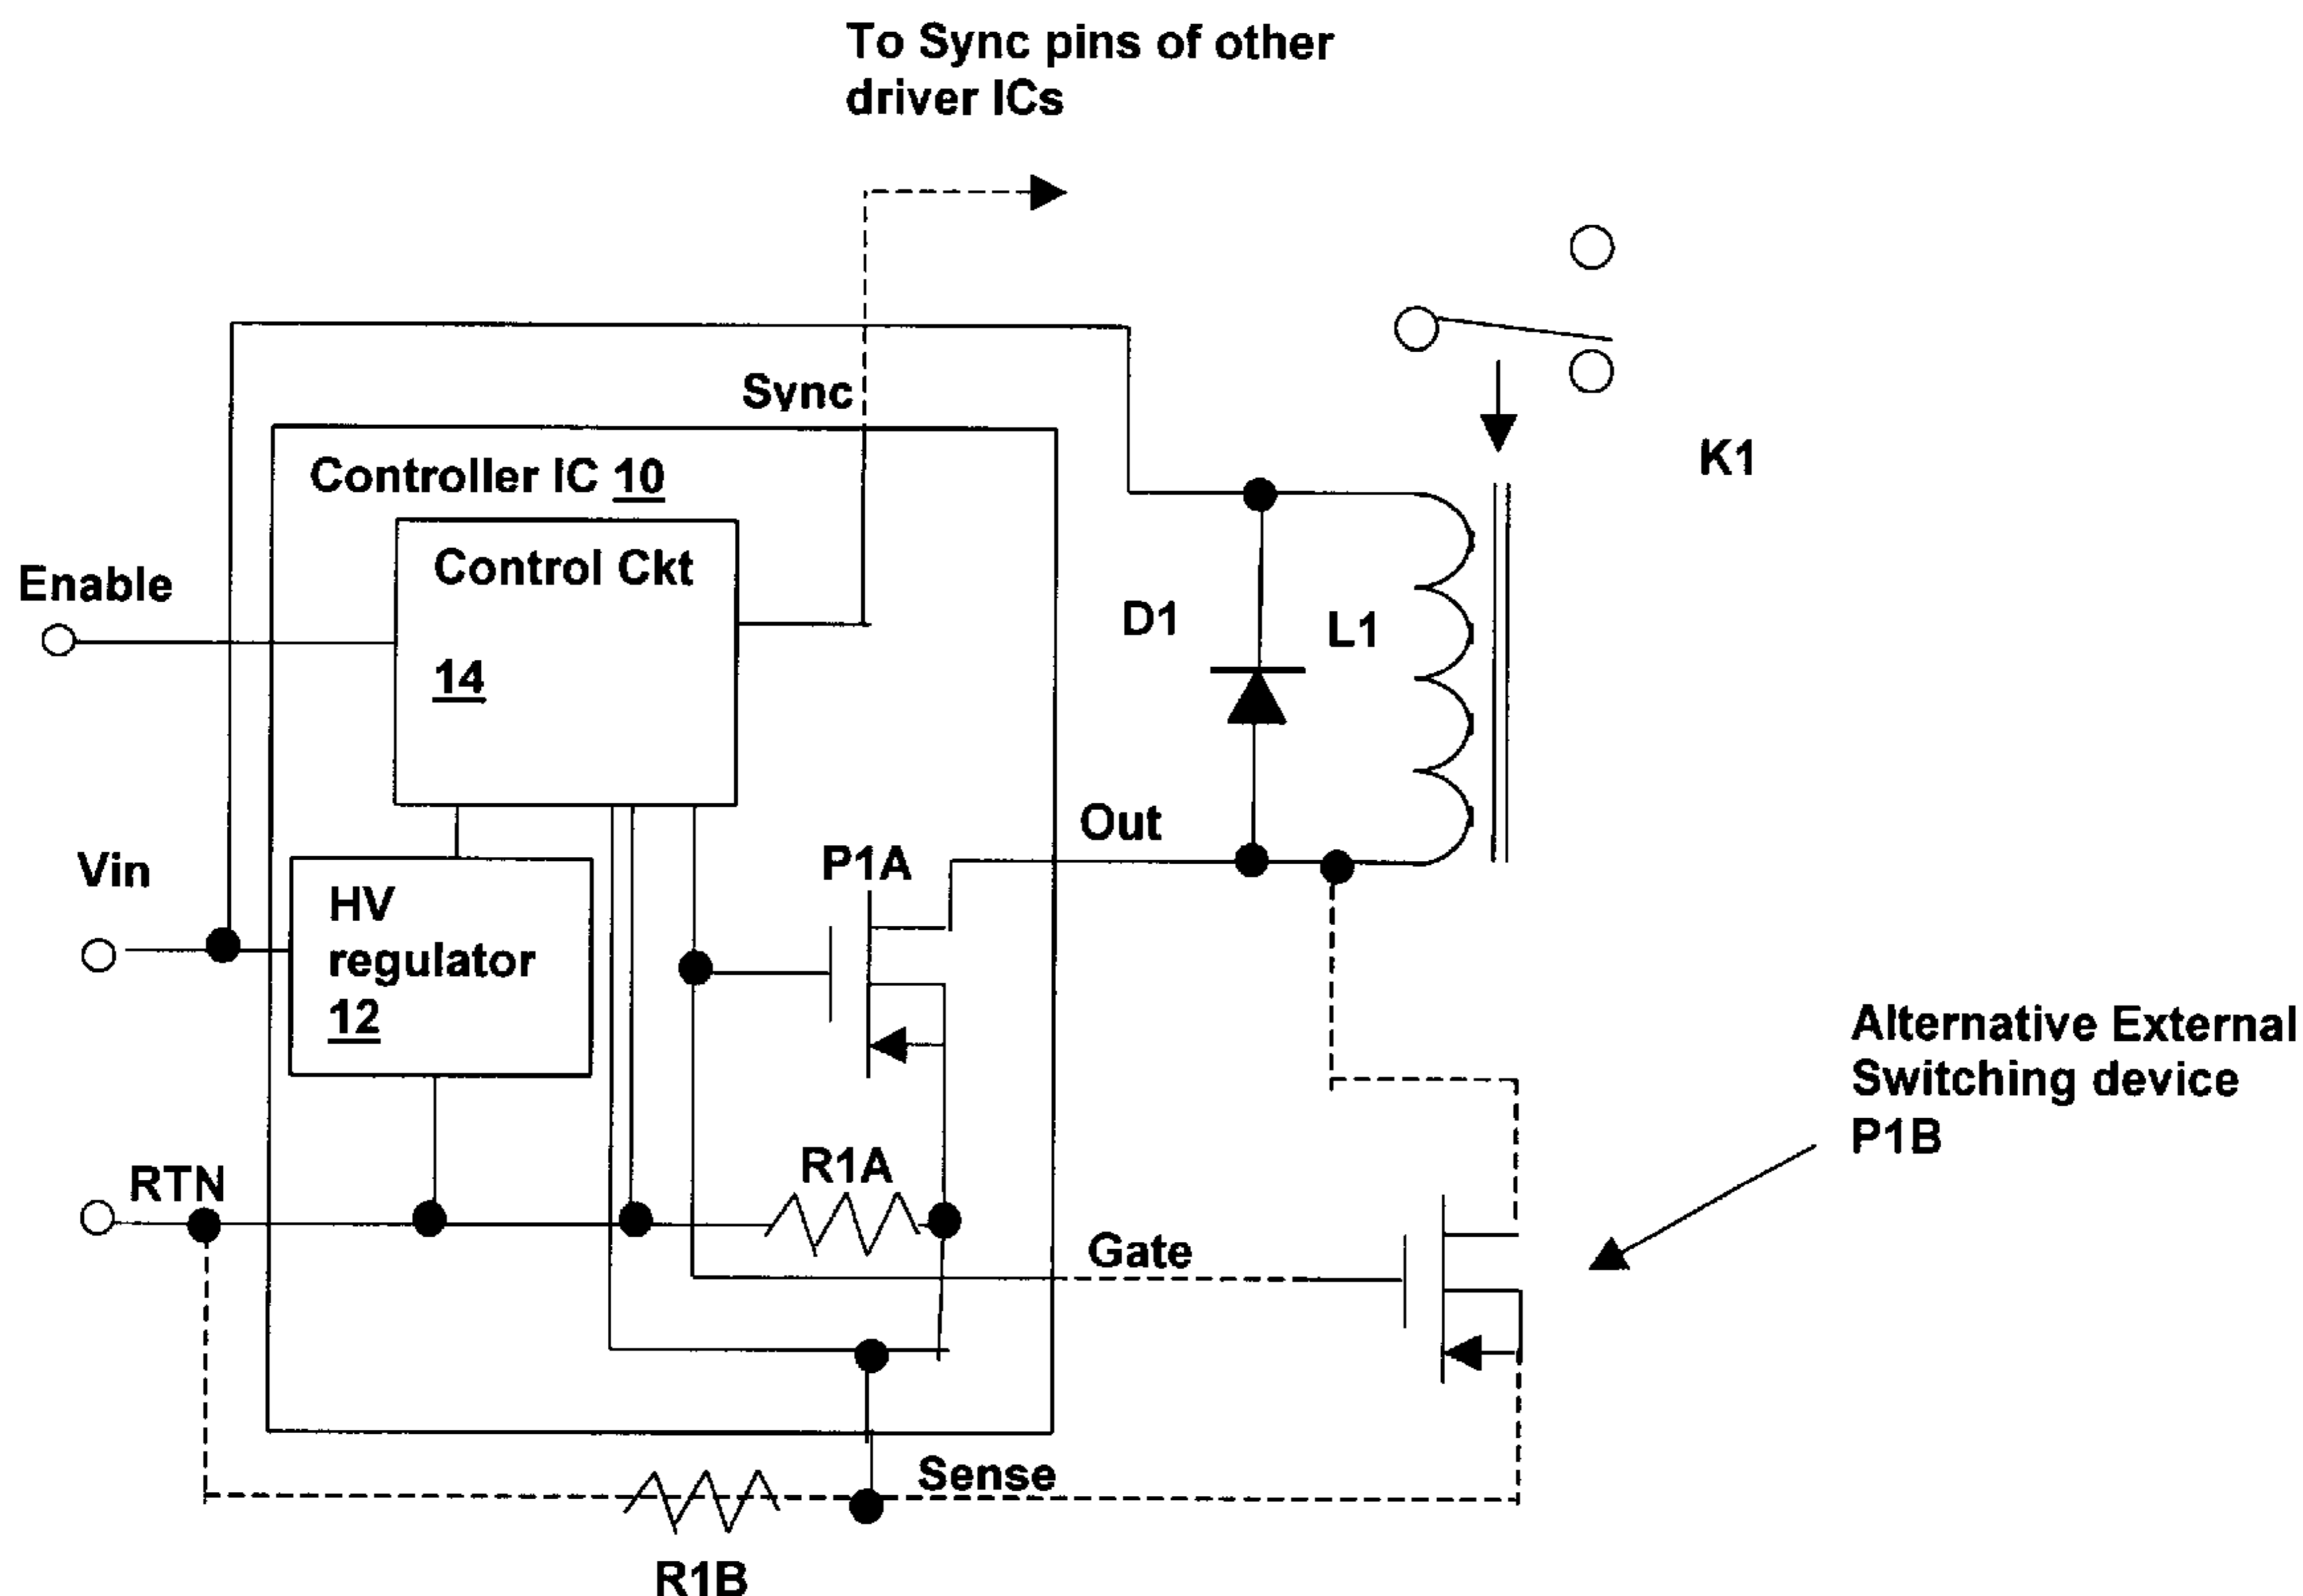 To Sync pins of other
driver ICs
Sync
Controller IC 10
Control Ckt
14
Enable
K1
D1
L1
Out
Vin
P1A
HV
regulator
12
Alternative External
Switching device
P1B
RTN
R1A
Gate
Sense
R1B